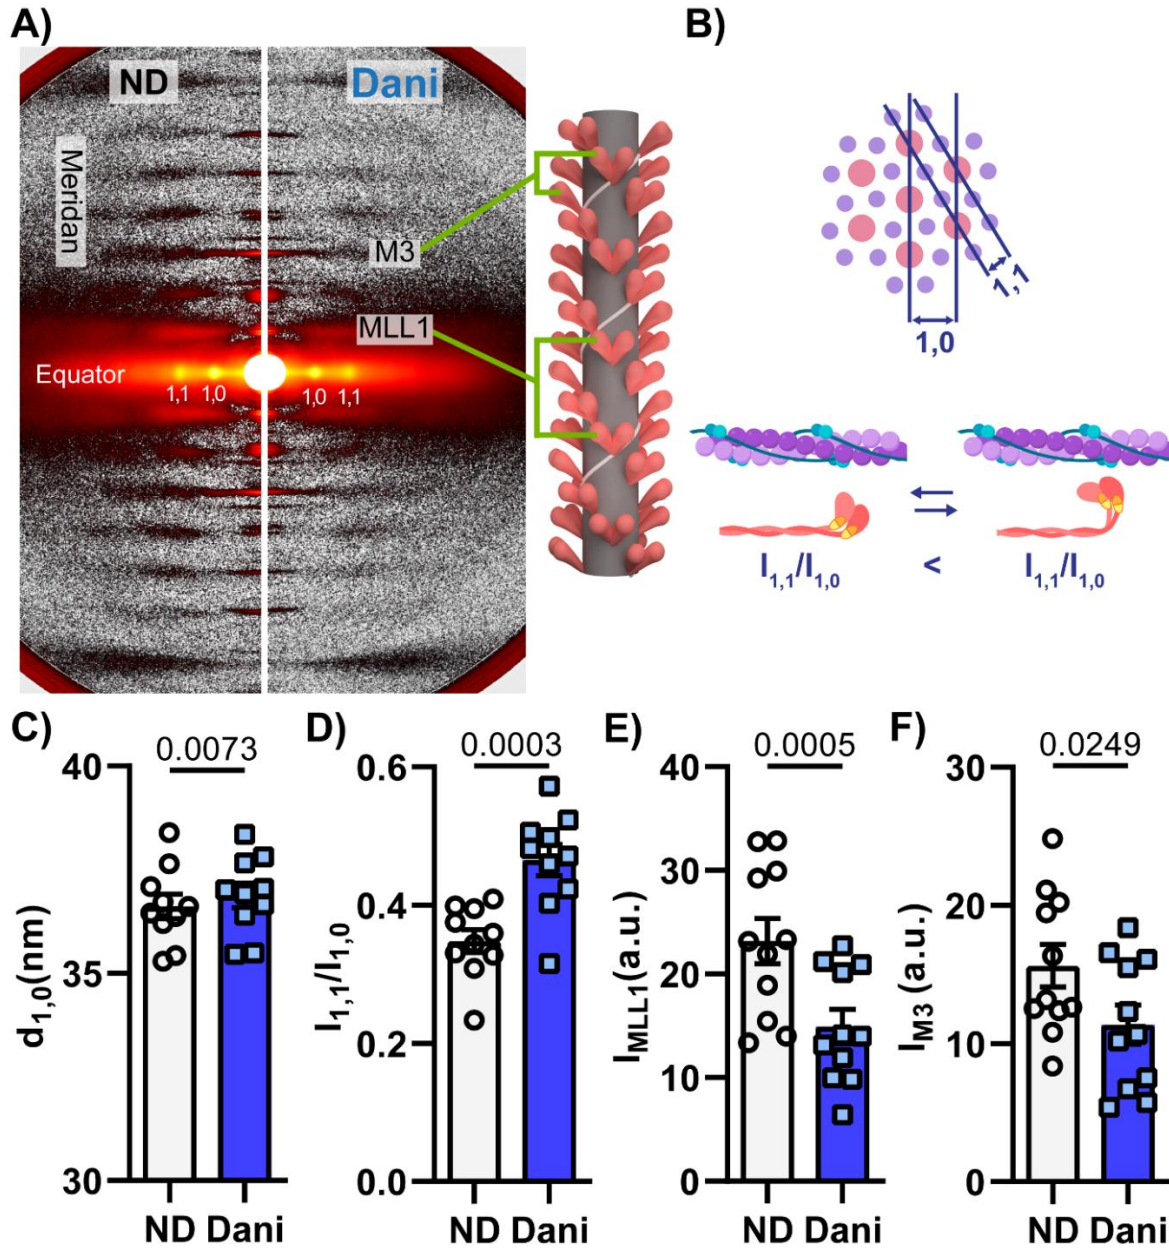 A)
B)
ND
Dani
Meridan
M3
MLL1
Equator
1,1
1,0
1,0
1,1
1,1
1,0
I1,1/I1,0
<
I1,1/I1,0
C)
D)
E)
F)
0.0073
0.0003
0.0005
0.0249
d1,0(nm)
40
35
30
ND
Dani
I1,1/I1,0
0.6
0.4
0.2
0.0
ND
Dani
IMLL1(a.u.)
40
30
20
10
0
ND
Dani
IM3 (a.u.)
30
20
10
0
ND
Dani